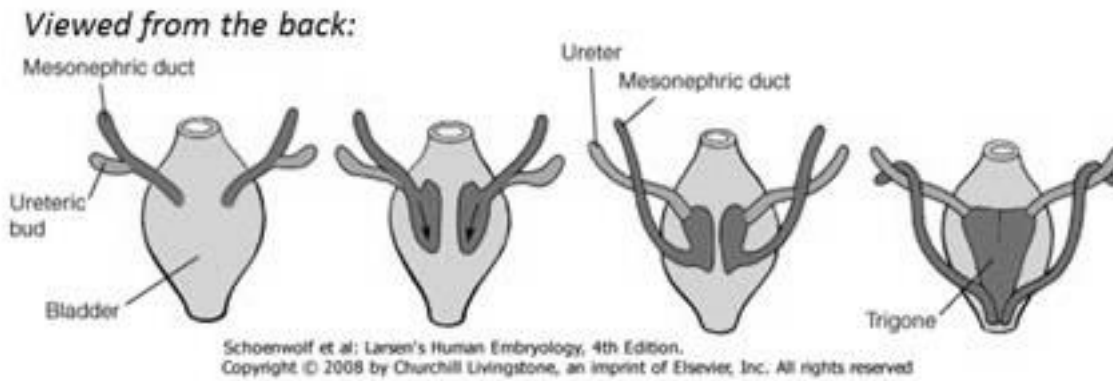 Viewed from the back:
Mesonephric duct
Ureteric
bud
Bladder
Ureter
Mesonephric duct
Trigone
Schoenwolf et al: Larsen's Human Embryology, 4th Edition.
Copyright © 2008 by Churchill Livingstone, an imprint of Elsevier, Inc. All rights reserved